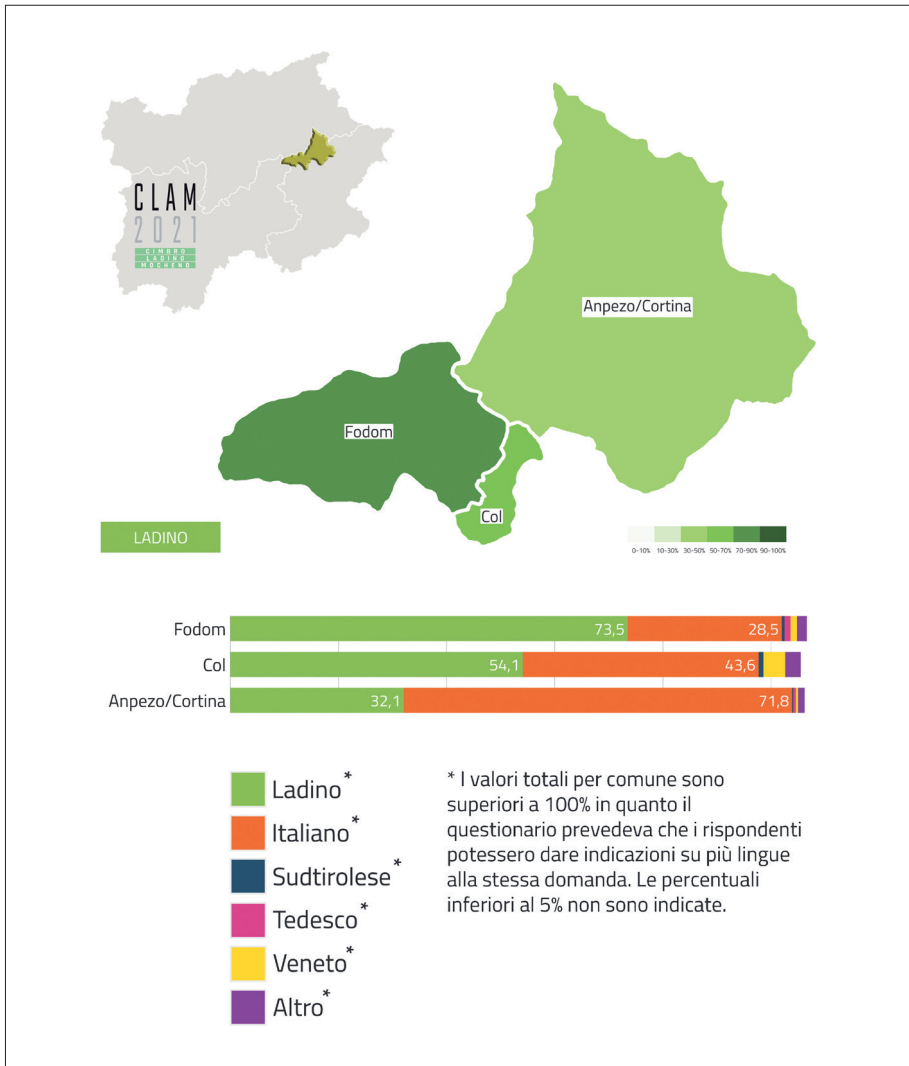 CLAM
2021
CIMBRO
LADINO
MOCHENO
Anpezo/Cortina
Fodom
Col
LADINO
0-10% 10-30% 30-50% 50-70% 70-90% 90-100%
Fodom 73,5 28,5
Col 54,1 43,6
Anpezo/Cortina 32,1 71,8
Ladino*
Italiano*
Sudtirolese*
Tedesco*
Veneto*
Altro*
* I valori totali per comune sono
superiori a 100% in quanto il
questionario prevedeva che i rispondenti
potessero dare indicazioni su più lingue
alla stessa domanda. Le percentuali
inferiori al 5% non sono indicate.